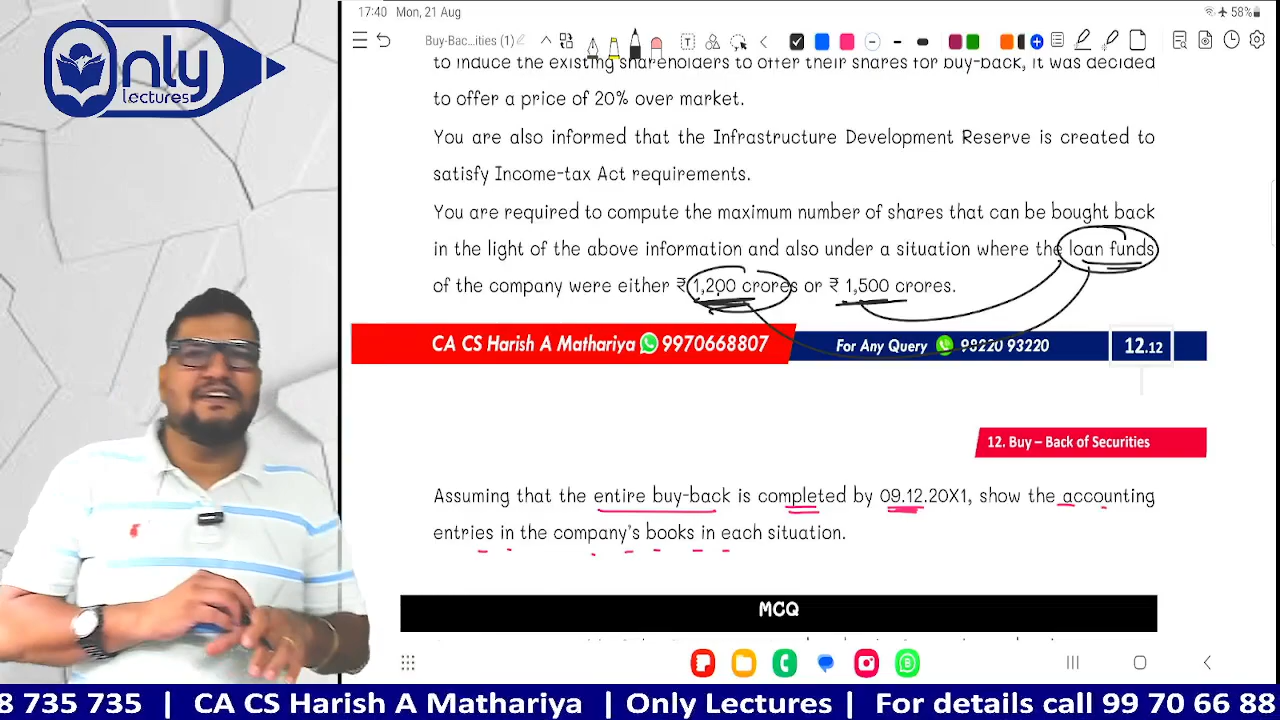 17:40 Mon, 21 Aug
58%
Only
lectures
Buy-Bac...ities (1)
to induce the existing shareholders to offer their shares for buy-back, it was decided
to offer a price of 20% over market.
You are also informed that the Infrastructure Development Reserve is created to
satisfy Income-tax Act requirements.
You are required to compute the maximum number of shares that can be bought back
in the light of the above information and also under a situation where the loan funds
of the company were either ₹ 1,200 crores or ₹ 1,500 crores.
CA CS Harish A Mathariya 9970668807
For Any Query 98220 93220
12.12
12. Buy – Back of Securities
Assuming that the entire buy-back is completed by 09.12.20X1, show the accounting
entries in the company's books in each situation.
MCQ
8 735 735 | CA CS Harish A Mathariya | Only Lectures | For details call 99 70 66 88